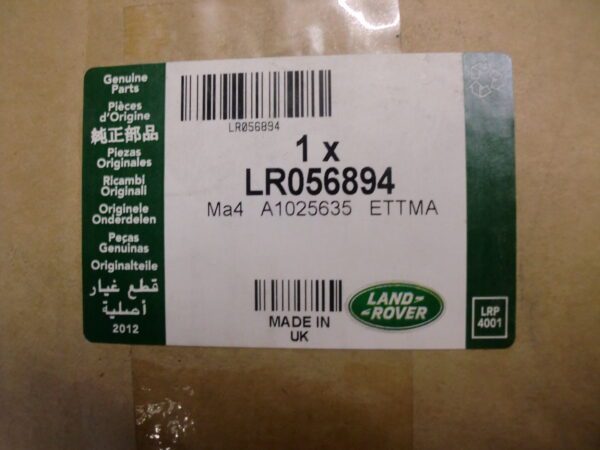 Genuine
Parts
Pièces
d'Origine
純正部品
Piezas
Originales
Ricambi
Originali
Originele
Onderdelen
Peças
Genuinas
Originalteile
قطع غيار
أصلية
2012
LR056894
1 x
LR056894
Ma4 A1025635 ETTMA
MADE IN
UK
LAND
ROVER
LRP
4001